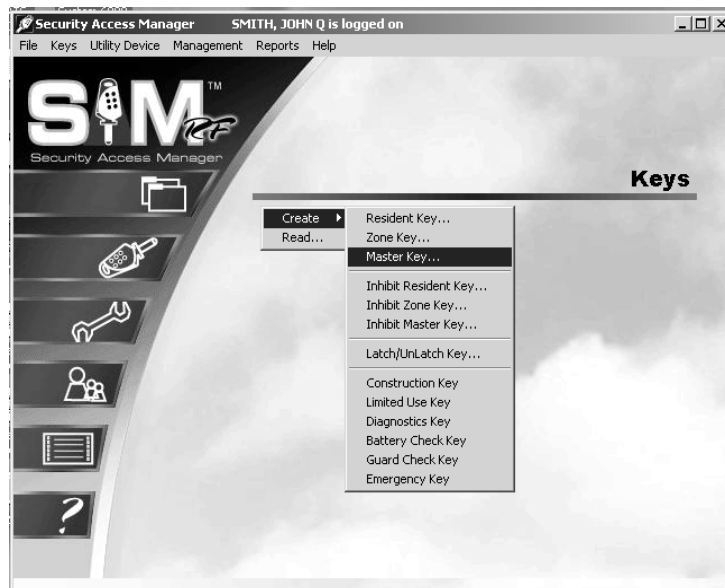 Security Access Manager SMITH, JOHN Q is logged on
File Keys Utility Device Management Reports Help
SAM TM
RF
Security Access Manager
Keys
Create
Read...
Resident Key...
Zone Key...
Master Key...
Inhibit Resident Key...
Inhibit Zone Key...
Inhibit Master Key...
Latch/UnLatch Key...
Construction Key
Limited Use Key
Diagnostics Key
Battery Check Key
Guard Check Key
Emergency Key
?